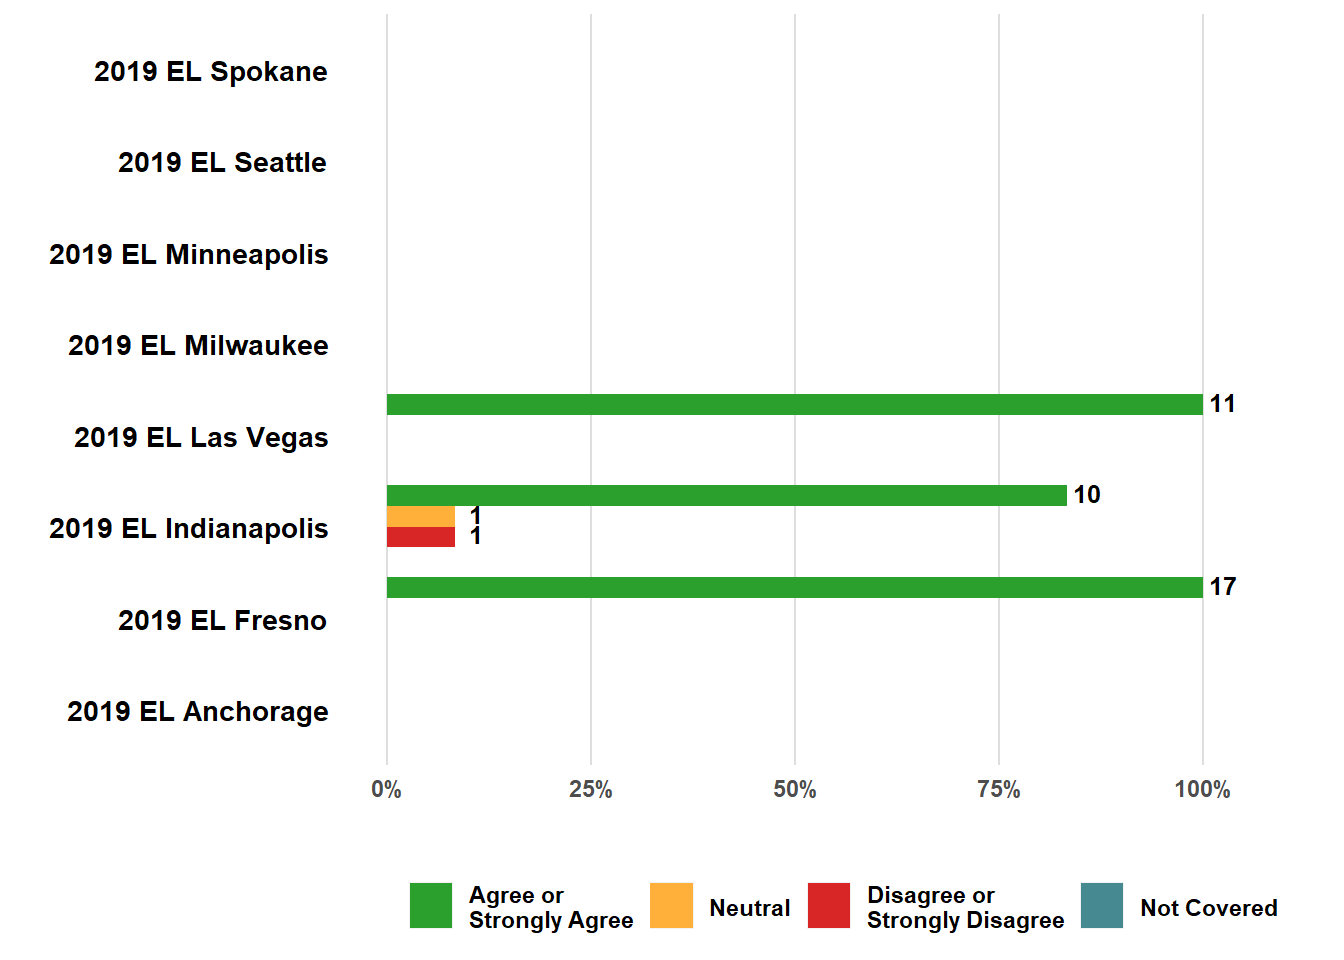 2019 EL Spokane
2019 EL Seattle
2019 EL Minneapolis
2019 EL Milwaukee
11
2019 EL Las Vegas
10
1
2019 EL Indianapolis
1
17
2019 EL Fresno
2019 EL Anchorage
0% 25% 50% 75% 100%
Agree or
Strongly Agree
Neutral
Disagree or
Strongly Disagree
Not Covered